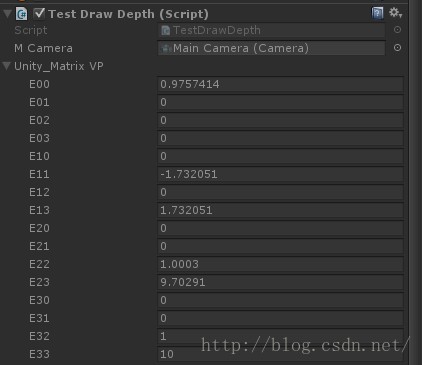 Test Draw Depth (Script)
Script TestDrawDepth
M Camera Main Camera (Camera)
Unity_Matrix VP
E00 0.9757414
E01 0
E02 0
E03 0
E10 0
E11 -1.732051
E12 0
E13 1.732051
E20 0
E21 0
E22 1.0003
E23 9.70291
E30 0
E31 0
E32 1
E33 10
http://blog.csdn.net/